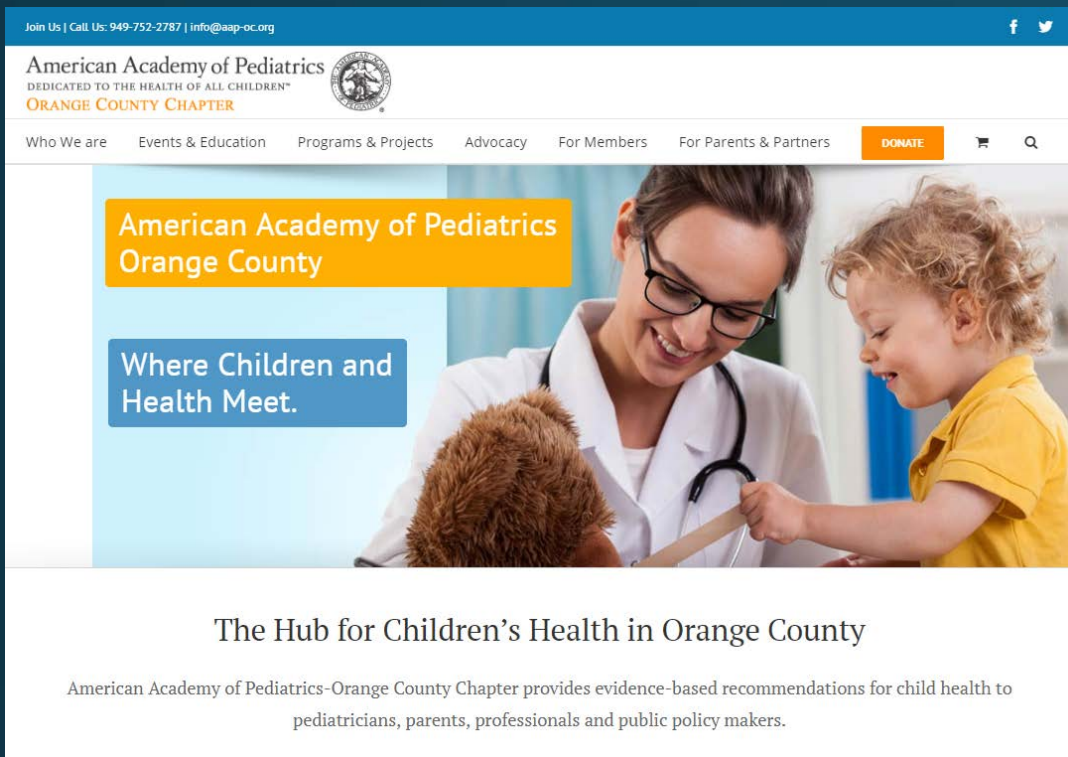 Join Us | Call Us: 949-752-2787 | info@aap-oc.org
American Academy of Pediatrics
DEDICATED TO THE HEALTH OF ALL CHILDREN™
ORANGE COUNTY CHAPTER
Who We are Events & Education Programs & Projects Advocacy For Members For Parents & Partners DONATE
American Academy of Pediatrics
Orange County
Where Children and
Health Meet.
The Hub for Children’s Health in Orange County
American Academy of Pediatrics-Orange County Chapter provides evidence-based recommendations for child health to
pediatricians, parents, professionals and public policy makers.